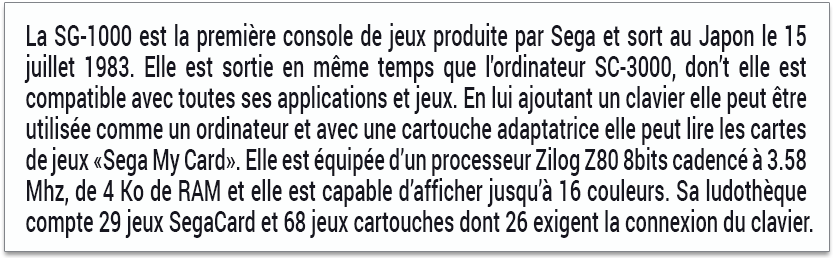 La SG-1000 est la première console de jeux produite par Sega et sort au Japon le 15
juillet 1983. Elle est sortie en même temps que l'ordinateur SC-3000, don't elle est
compatible avec toutes ses applications et jeux. En lui ajoutant un clavier elle peut être
utilisée comme un ordinateur et avec une cartouche adaptatrice elle peut lire les cartes
de jeux «Sega My Card». Elle est équipée d'un processeur Zilog Z80 8bits cadencé à 3.58
Mhz, de 4 Ko de RAM et elle est capable d'afficher jusqu'à 16 couleurs. Sa ludothèque
compte 29 jeux SegaCard et 68 jeux cartouches dont 26 exigent la connexion du clavier.